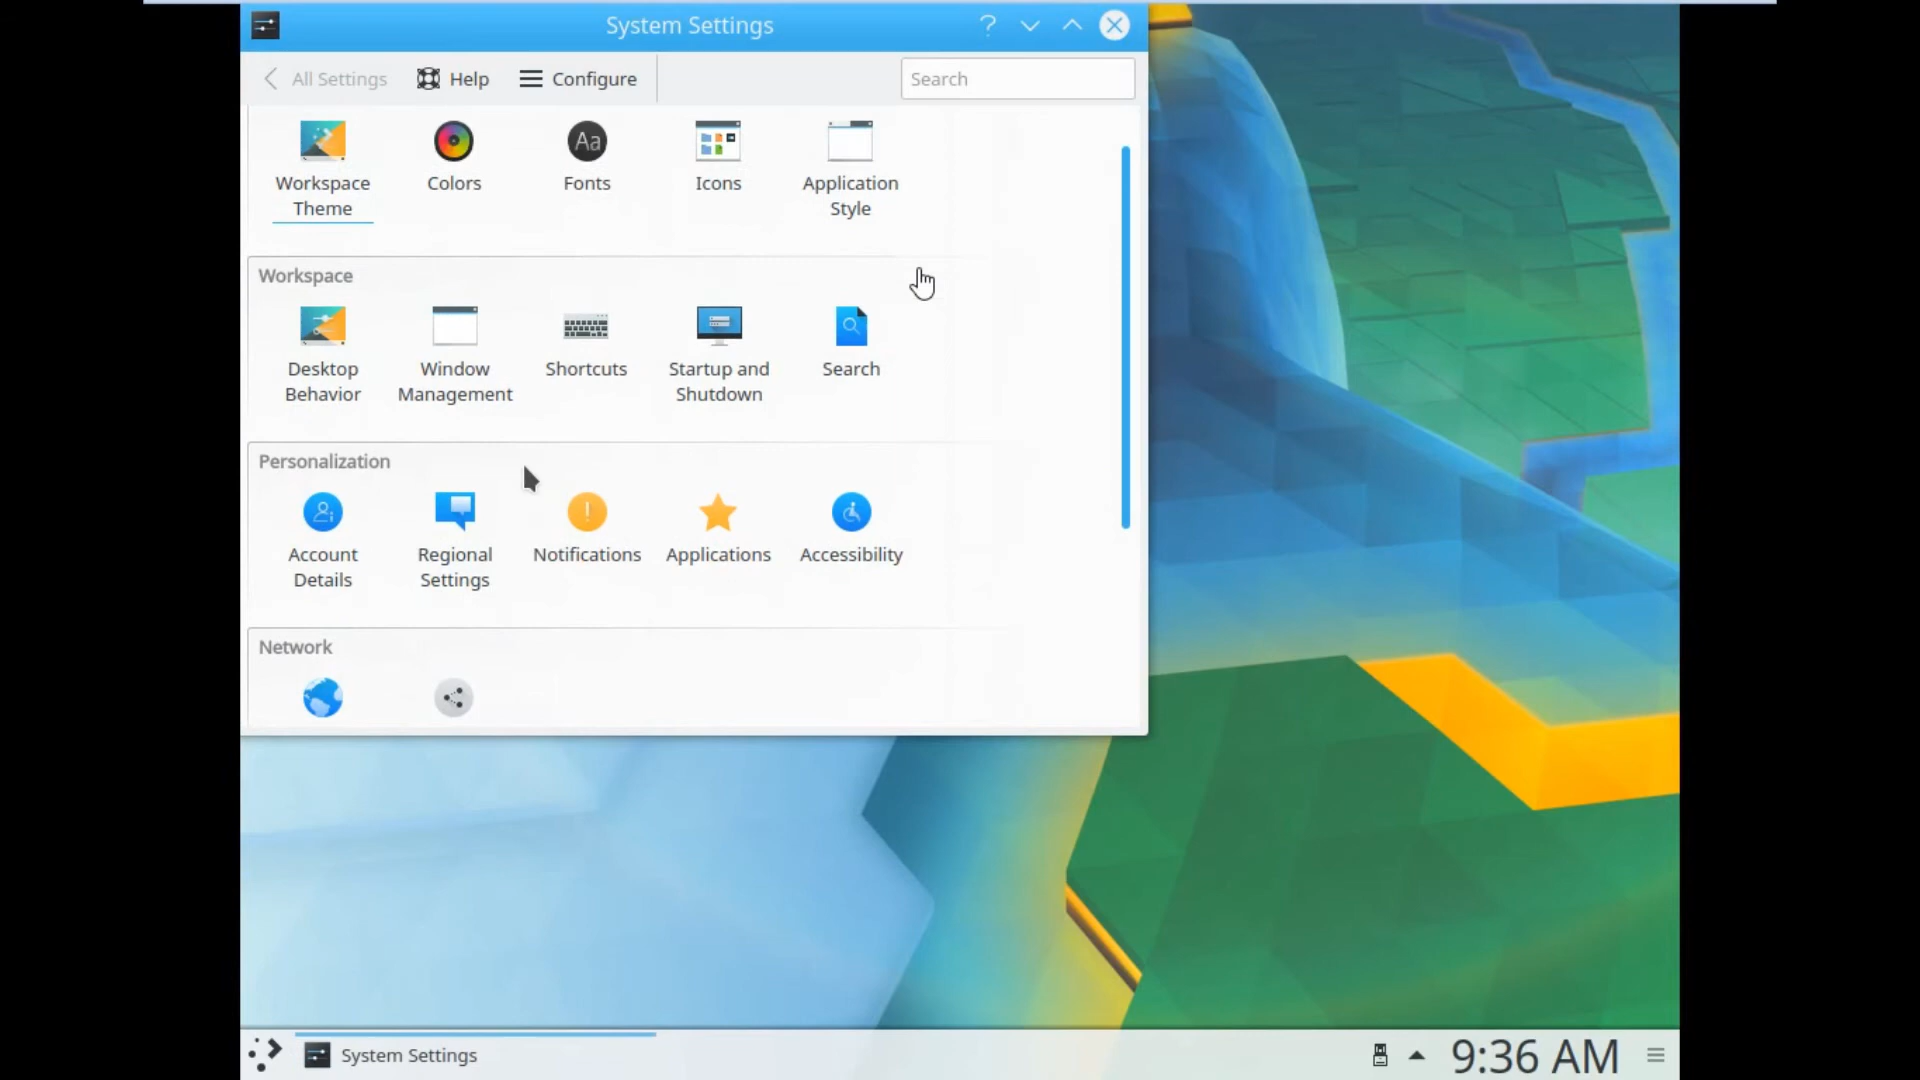 System Settings
All Settings
Help
Configure
Search
Workspace
Theme
Colors
Aa
Fonts
Icons
Application
Style
Workspace
Desktop
Behavior
Window
Management
Shortcuts
Startup and
Shutdown
Search
Personalization
Account
Details
Regional
Settings
Notifications
Applications
Accessibility
Network
System Settings
9:36 AM